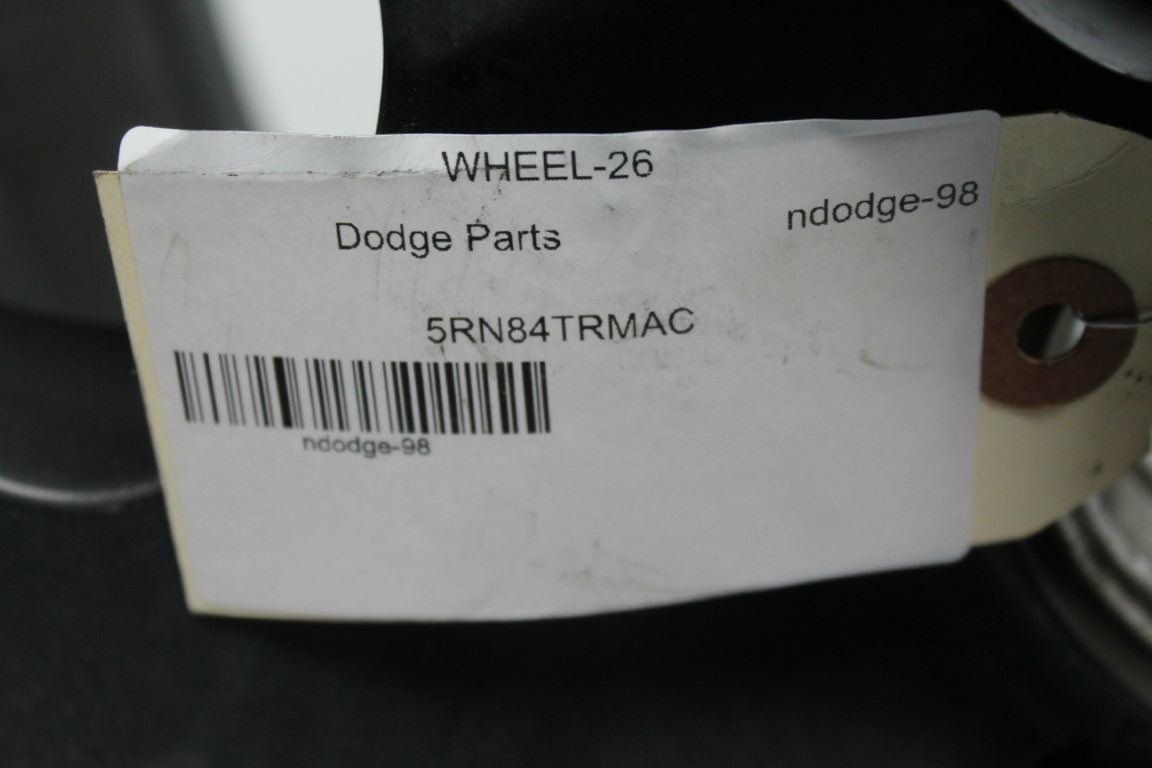 WHEEL-26
ndodge-98
Dodge Parts
5RN84TRMAC
ndodge-98